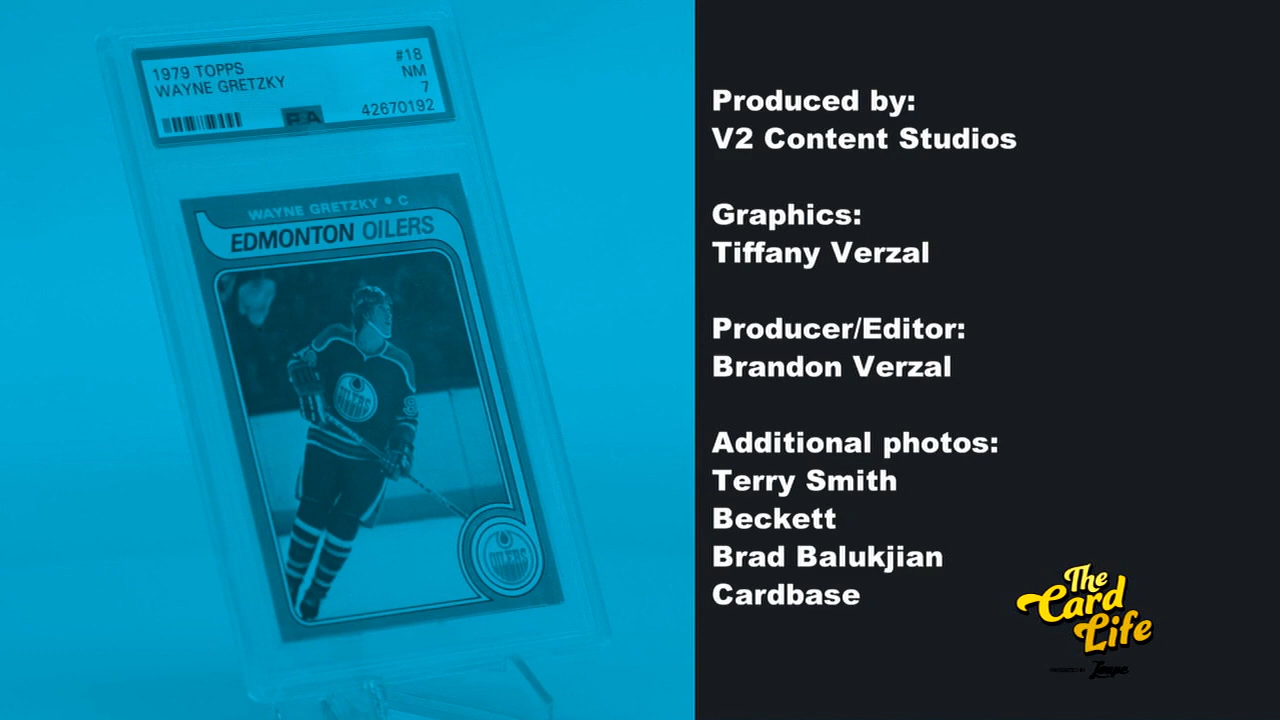 1979 TOPPS #18
WAYNE GRETZKY NM
7
PSA 42670192
WAYNE GRETZKY • C
EDMONTON OILERS
OILERS
OILERS
Produced by:
V2 Content Studios
Graphics:
Tiffany Verzal
Producer/Editor:
Brandon Verzal
Additional photos:
Terry Smith
Beckett
Brad Balukjian
Cardbase
The
Card
Life